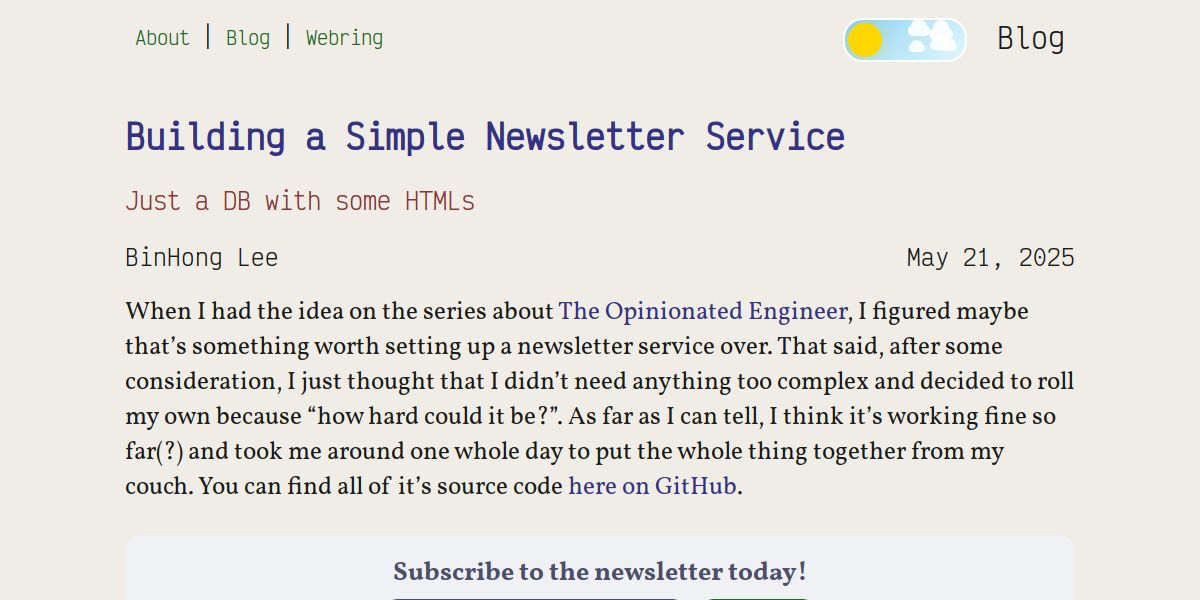 About | Blog | Webring
Blog
Building a Simple Newsletter Service
Just a DB with some HTMLs
BinHong Lee
May 21, 2025
When I had the idea on the series about The Opinionated Engineer, I figured maybe
that’s something worth setting up a newsletter service over. That said, after some
consideration, I just thought that I didn’t need anything too complex and decided to roll
my own because “how hard could it be?”. As far as I can tell, I think it’s working fine so
far(?) and took me around one whole day to put the whole thing together from my
couch. You can find all of it’s source code here on GitHub.
Subscribe to the newsletter today!